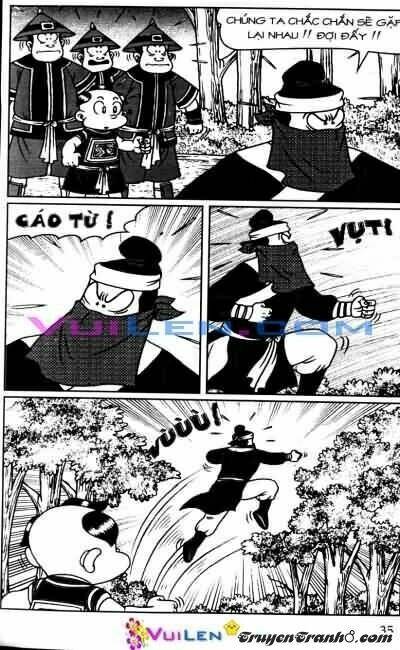 CHÚNG TA CHẮC CHẮN SẼ GẶP
LẠI NHAU !! ĐỢI ĐẤY !!
CÁO TỪ !
VỤT!
VUILEN.COM
VÙÙÙ!
35
VUILEN
TruyenTranh8.com